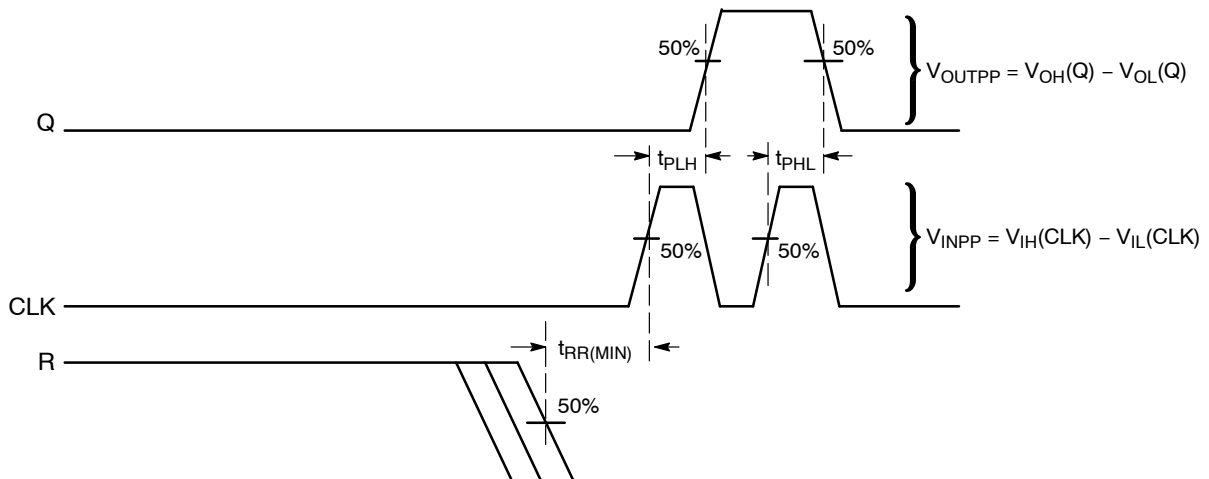 50%
50%
V_OUTPP = V_OH(Q) – V_OL(Q)
Q
t_PLH
t_PHL
50%
50%
V_INPP = V_IH(CLK) – V_IL(CLK)
CLK
R
t_RR(MIN)
50%